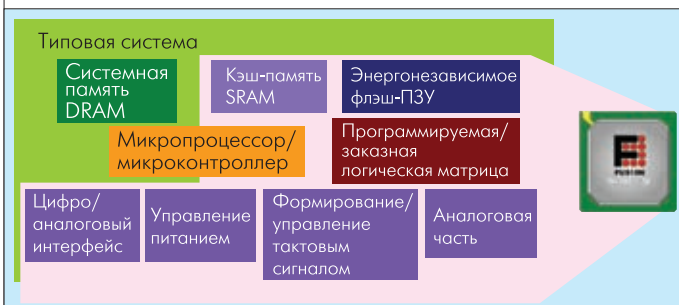 Типовая система
Системная
память
DRAM
Кэш-память
SRAM
Энергонезависимое
флэш-ПЗУ
Микропроцессор/
микроконтроллер
Программируемая/
заказная
логическая матрица
Цифро/
аналоговый
интерфейс
Управление
питанием
Формирование/
управление
тактовым
сигналом
Аналоговая
часть
FUSION